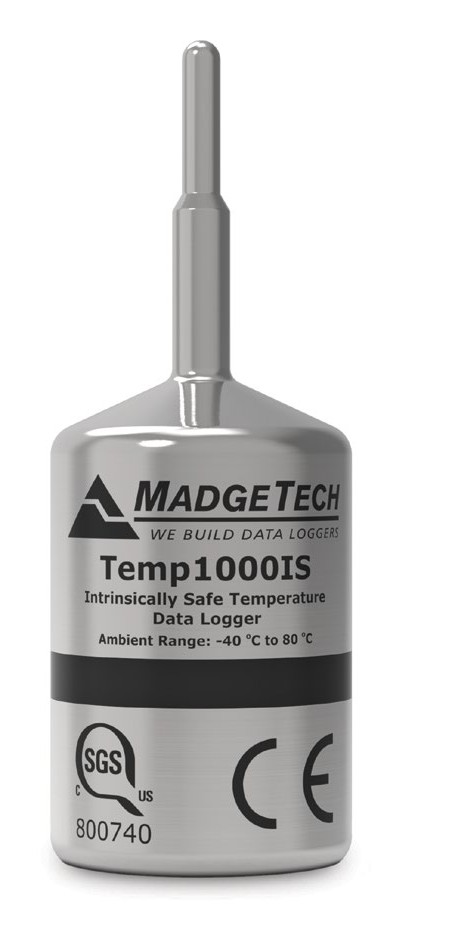 MADGETECH
WE BUILD DATA LOGGERS
Temp1000IS
Intrinsically Safe Temperature
Data Logger
Ambient Range: -40 °C to 80 °C
SGS
C US
CE
800740